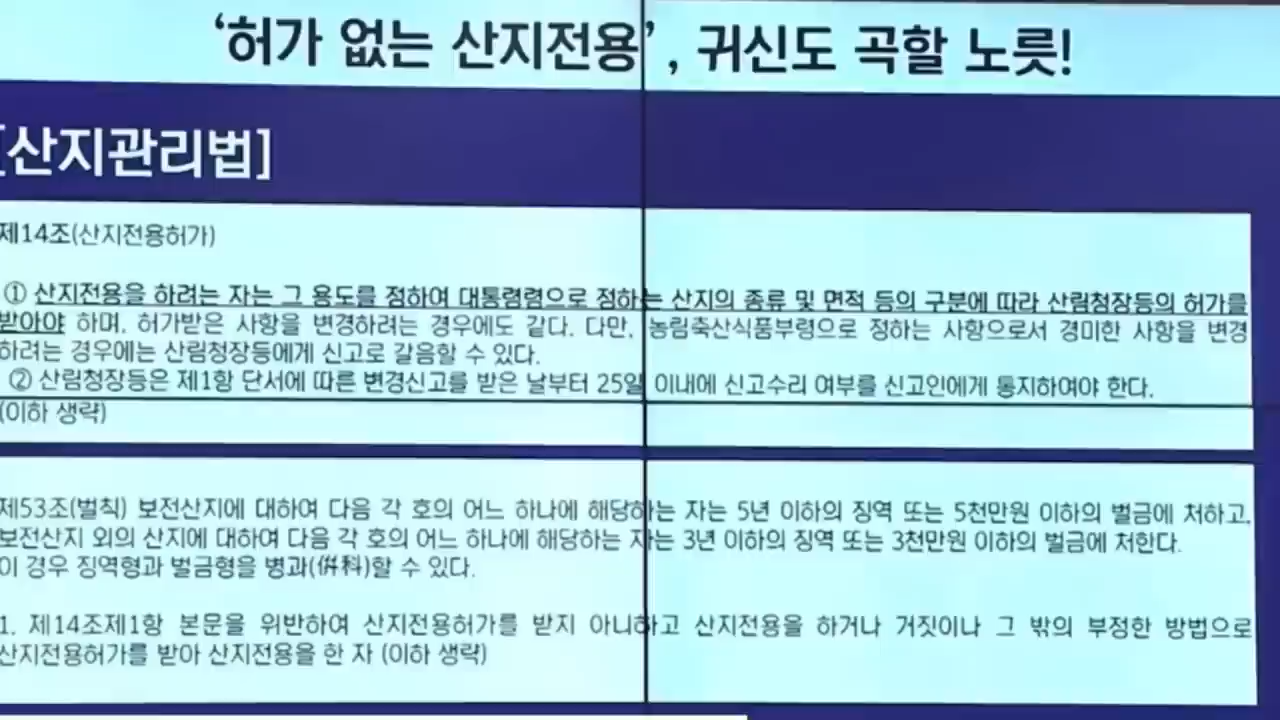 ‘허가 없는 산지전용’, 귀신도 곡할 노릇!
[산지관리법]
제14조(산지전용허가)
① 산지전용을 하려는 자는 그 용도를 정하여 대통령령으로 정하는 산지의 종류 및 면적 등의 구분에 따라 산림청장등의 허가를
받아야 하며, 허가받은 사항을 변경하려는 경우에도 같다. 다만, 농림축산식품부령으로 정하는 사항으로서 경미한 사항을 변경
하려는 경우에는 산림청장등에게 신고로 갈음할 수 있다.
② 산림청장등은 제1항 단서에 따른 변경신고를 받은 날부터 25일 이내에 신고수리 여부를 신고인에게 통지하여야 한다.
(이하 생략)
제53조(벌칙) 보전산지에 대하여 다음 각 호의 어느 하나에 해당하는 자는 5년 이하의 징역 또는 5천만원 이하의 벌금에 처하고,
보전산지 외의 산지에 대하여 다음 각 호의 어느 하나에 해당하는 자는 3년 이하의 징역 또는 3천만원 이하의 벌금에 처한다.
이 경우 징역형과 벌금형을 병과(併科)할 수 있다.
1. 제14조제1항 본문을 위반하여 산지전용허가를 받지 아니하고 산지전용을 하거나 거짓이나 그 밖의 부정한 방법으로
산지전용허가를 받아 산지전용을 한 자 (이하 생략)